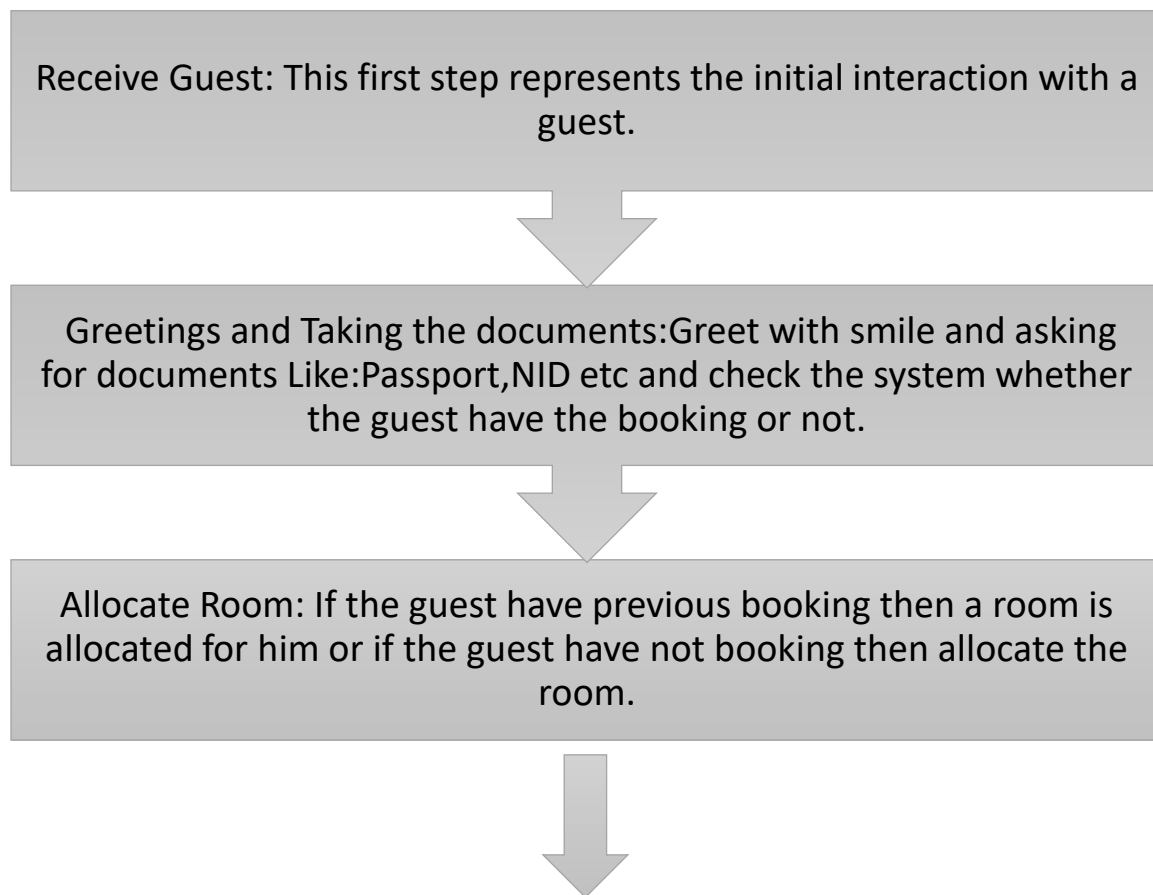 Receive Guest: This first step represents the initial interaction with a
guest.
Greetings and Taking the documents:Greet with smile and asking
for documents Like:Passport,NID etc and check the system whether
the guest have the booking or not.
Allocate Room: If the guest have previous booking then a room is
allocated for him or if the guest have not booking then allocate the
room.